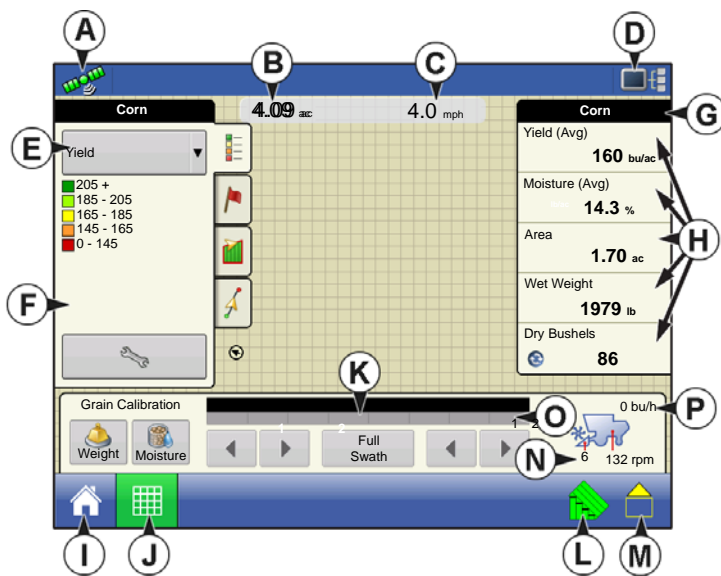 A
B
C
D
4.09 ac
4.0 mph
Corn
Corn
G
E
Yield
Yield (Avg)
160 bu/ac
205 +
185 - 205
165 - 185
145 - 165
0 - 145
Moisture (Avg)
14.3 %
H
Area
1.70 ac
F
Wet Weight
1979 lb
Dry Bushels
86
K
Grain Calibration
O
0 bu/h
P
1
2
1
2
Weight
Moisture
Full
Swath
N
6
132 rpm
I
J
L
M